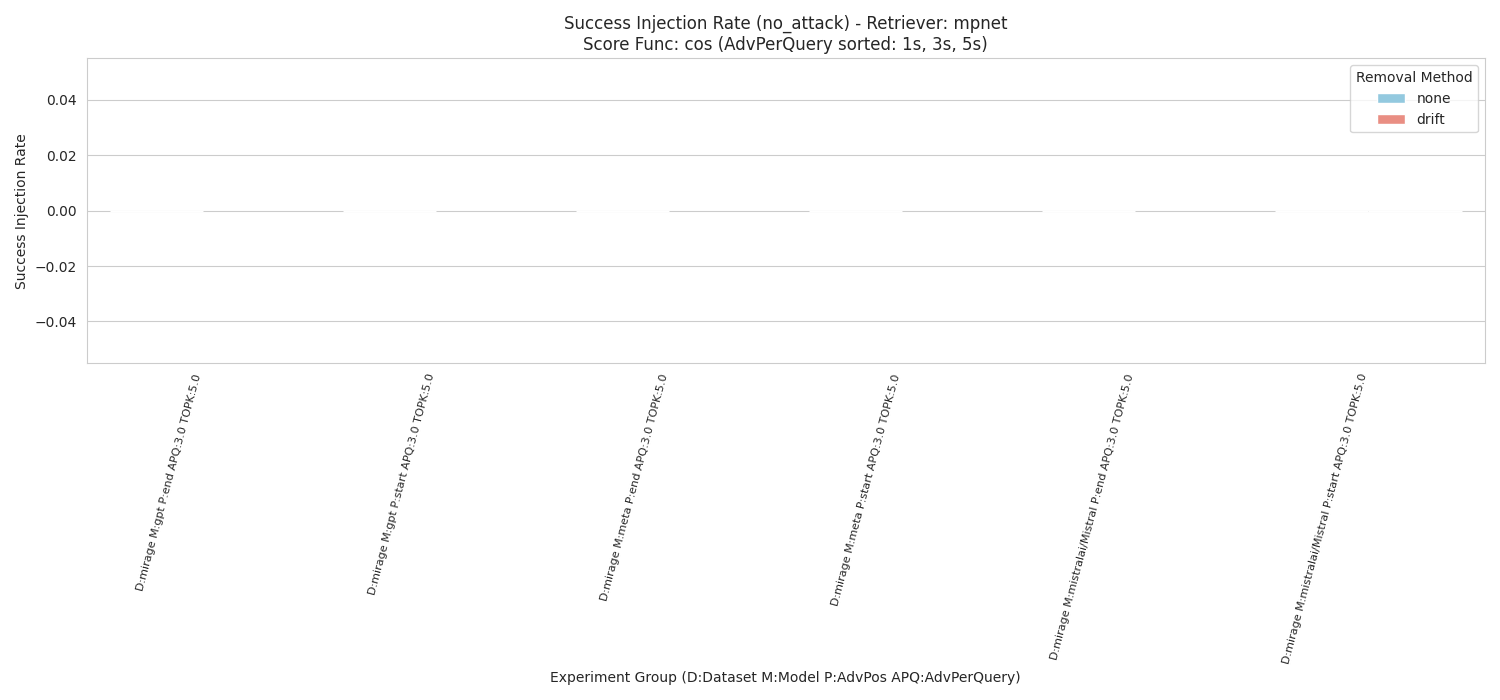 Success Injection Rate (no_attack) - Retriever: mpnet
Score Func: cos (AdvPerQuery sorted: 1s, 3s, 5s)
Removal Method
none
drift
Success Injection Rate
0.04
0.02
0.00
−0.02
−0.04
D:mirage M:gpt P:end APQ:3.0 TOPK:5.0
D:mirage M:gpt P:start APQ:3.0 TOPK:5.0
D:mirage M:meta P:end APQ:3.0 TOPK:5.0
D:mirage M:meta P:start APQ:3.0 TOPK:5.0
D:mirage M:mistralai/Mistral P:end APQ:3.0 TOPK:5.0
D:mirage M:mistralai/Mistral P:start APQ:3.0 TOPK:5.0
Experiment Group (D:Dataset M:Model P:AdvPos APQ:AdvPerQuery)